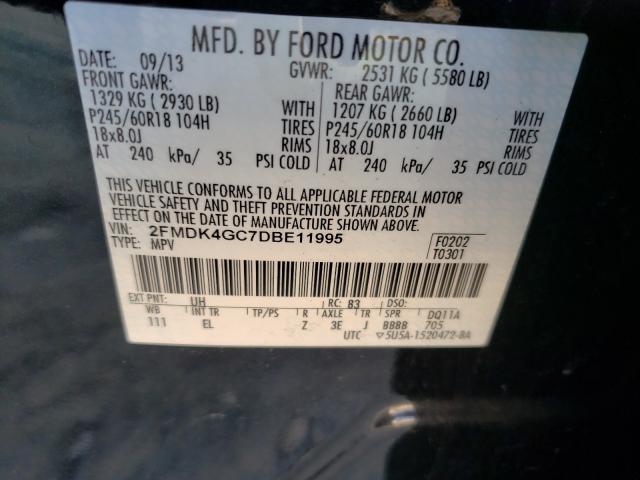 MFD. BY FORD MOTOR CO.
DATE: 09/13 GVWR: 2531 KG ( 5580 LB)
FRONT GAWR: REAR GAWR:
1329 KG ( 2930 LB) WITH 1207 KG ( 2660 LB) WITH
P245/60R18 104H TIRES P245/60R18 104H TIRES
18x8.0J RIMS 18x8.0J RIMS
AT 240 kPa/ 35 PSI COLD AT 240 kPa/ 35 PSI COLD
THIS VEHICLE CONFORMS TO ALL APPLICABLE FEDERAL MOTOR
VEHICLE SAFETY AND THEFT PREVENTION STANDARDS IN
EFFECT ON THE DATE OF MANUFACTURE SHOWN ABOVE.
VIN: 2FMDK4GC7DBE11995 F0202
TYPE: MPV T0301
EXT PNT: UH RC: 83 DSO:
WB INT TR TP/PS R AXLE TR SPR DQ11A
111 EL Z 3E J BBBB 705
UTC ▽5U5A-1520472-BA